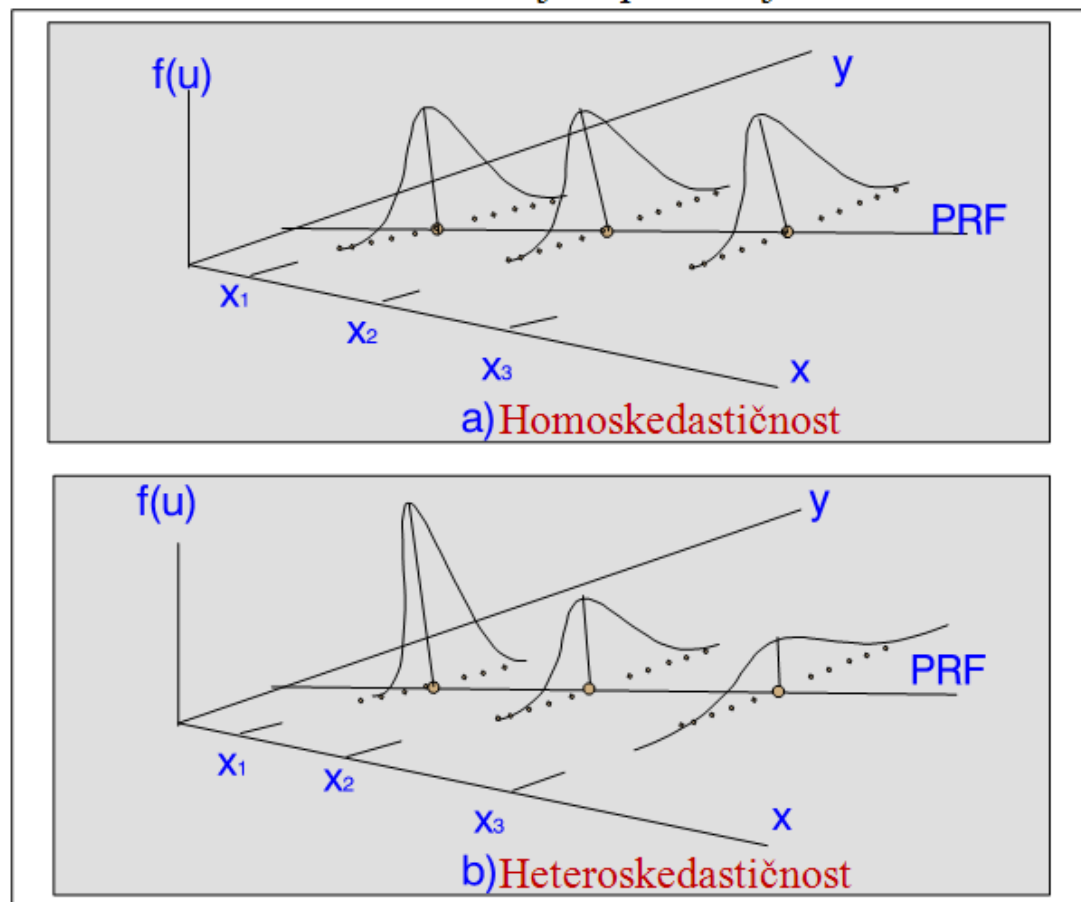 f(u)
y
PRF
x1
x2
x3
x
a) Homoskedastičnost
f(u)
y
PRF
x1
x2
x3
x
b) Heteroskedastičnost